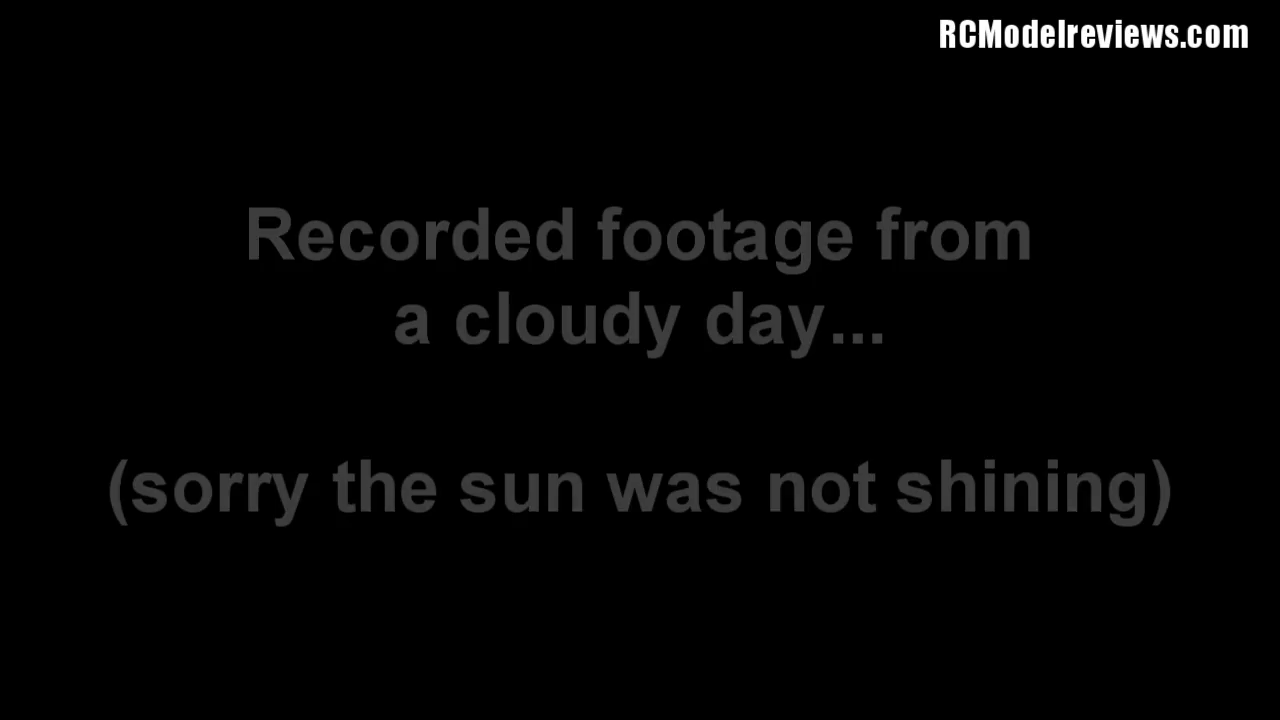 RCModelreviews.com
Recorded footage from
a cloudy day...
(sorry the sun was not shining)